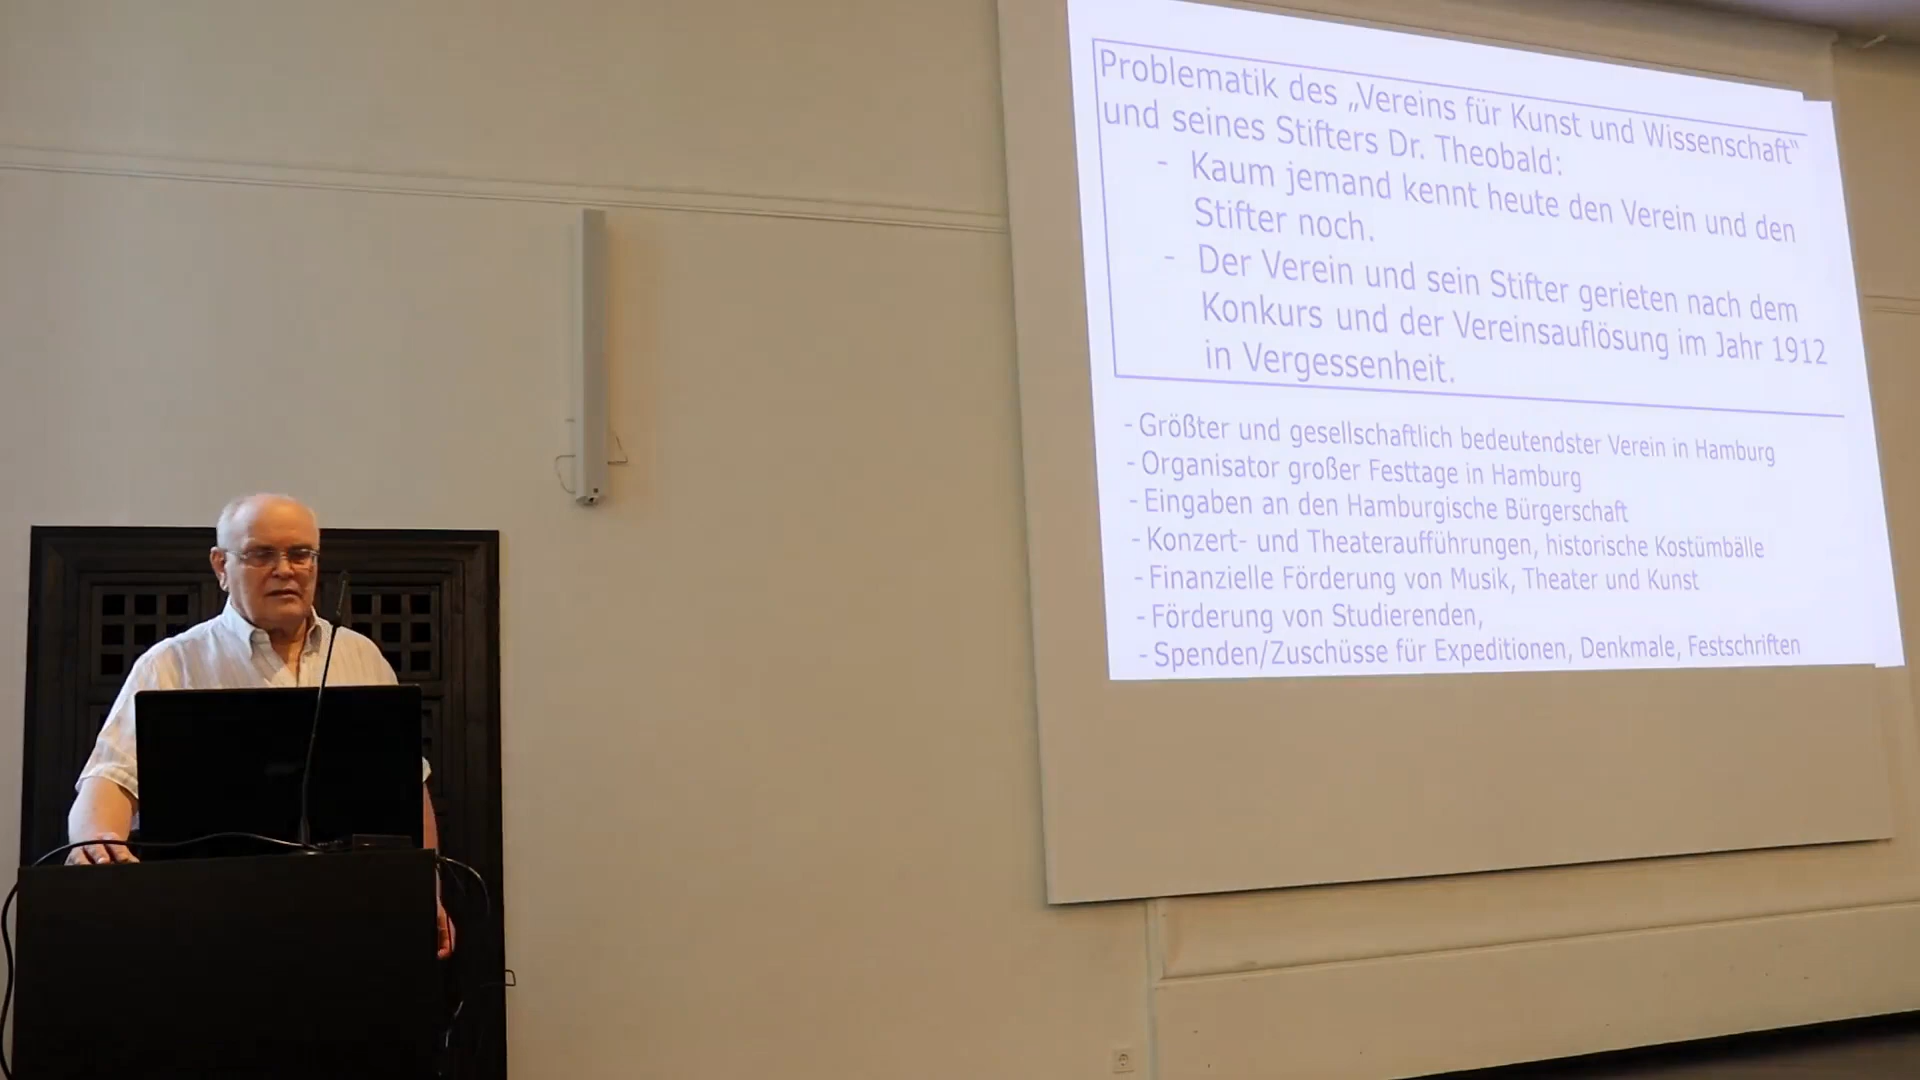 Problematik des „Vereins für Kunst und Wissenschaft“
und seines Stifters Dr. Theobald:
- Kaum jemand kennt heute den Verein und den
Stifter noch.
- Der Verein und sein Stifter gerieten nach dem
Konkurs und der Vereinsauflösung im Jahr 1912
in Vergessenheit.
- Größter und gesellschaftlich bedeutendster Verein in Hamburg
- Organisator großer Festtage in Hamburg
- Eingaben an den Hamburgische Bürgerschaft
- Konzert- und Theateraufführungen, historische Kostümbälle
- Finanzielle Förderung von Musik, Theater und Kunst
- Förderung von Studierenden,
- Spenden/Zuschüsse für Expeditionen, Denkmale, Festschriften